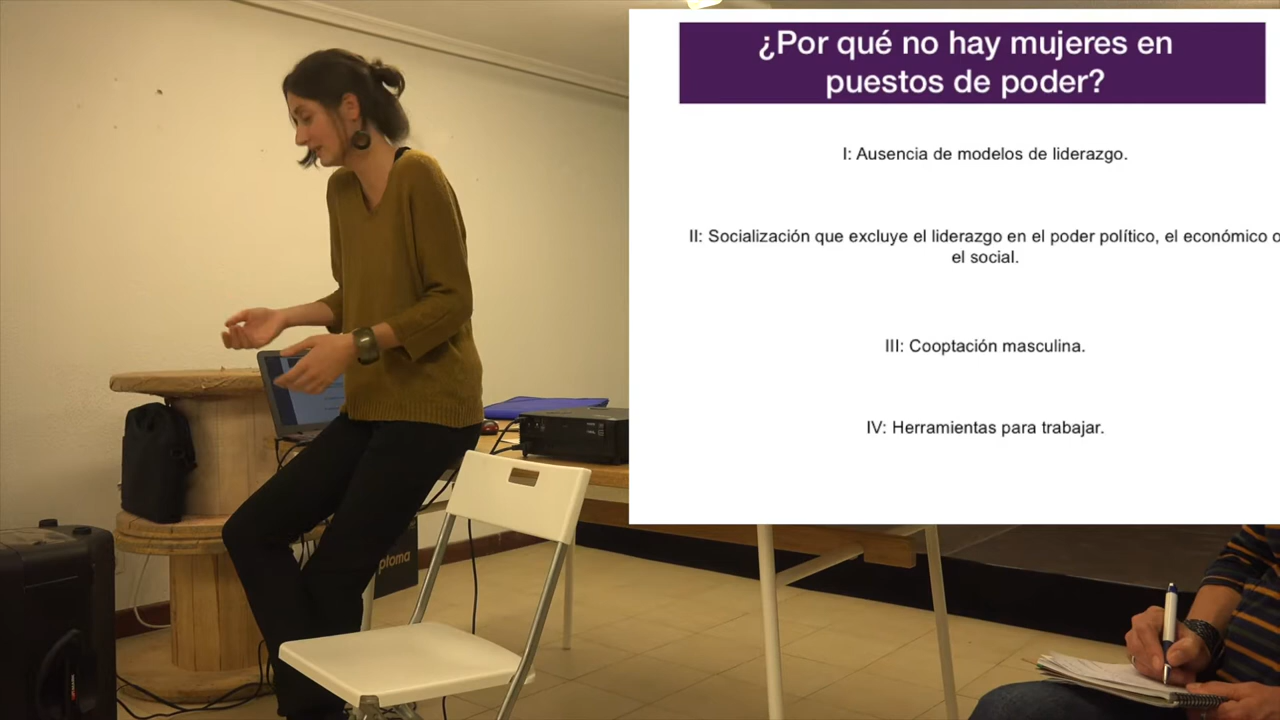 ¿Por qué no hay mujeres en
puestos de poder?
I: Ausencia de modelos de liderazgo.
II: Socialización que excluye el liderazgo en el poder político, el económico o
el social.
III: Cooptación masculina.
IV: Herramientas para trabajar.
ptoma